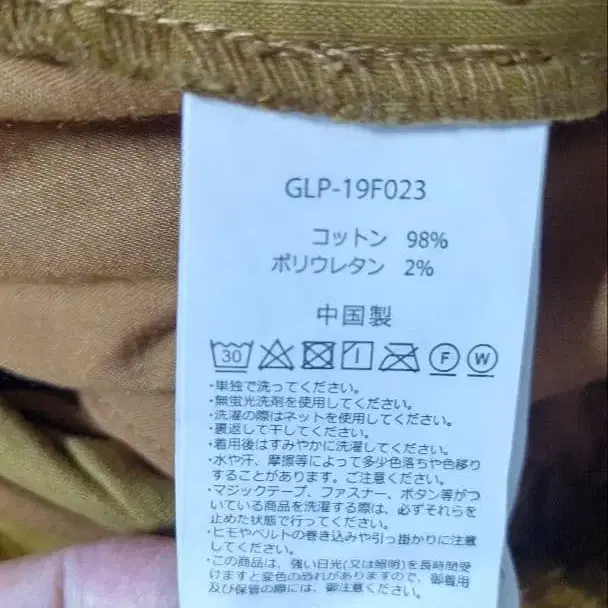 GLP-19F023
コットン 98%
ポリウレタン 2%
中国製
30 F W
・単独で洗ってください。
・無蛍光洗剤を使用してください。
・洗濯の際はネットを使用してください。
・裏返して干してください。
・着用後はすみやかに洗濯してください。
・水や汗、摩擦等によって多少色落ちや色移り
することがあります。ご注意ください。
・マジックテープ、ファスナー、ボタン等がつ
いている商品を洗濯する際は、必ずそれらを
止めた状態で行ってください。
・ヒモやベルトの巻き込みや引っ掛かりに注意
してください。
・この商品は、強い日光(又は照明)を長時間受
けますと変色の恐れがありますので、御着用
及び保管の際には、御注意ください。